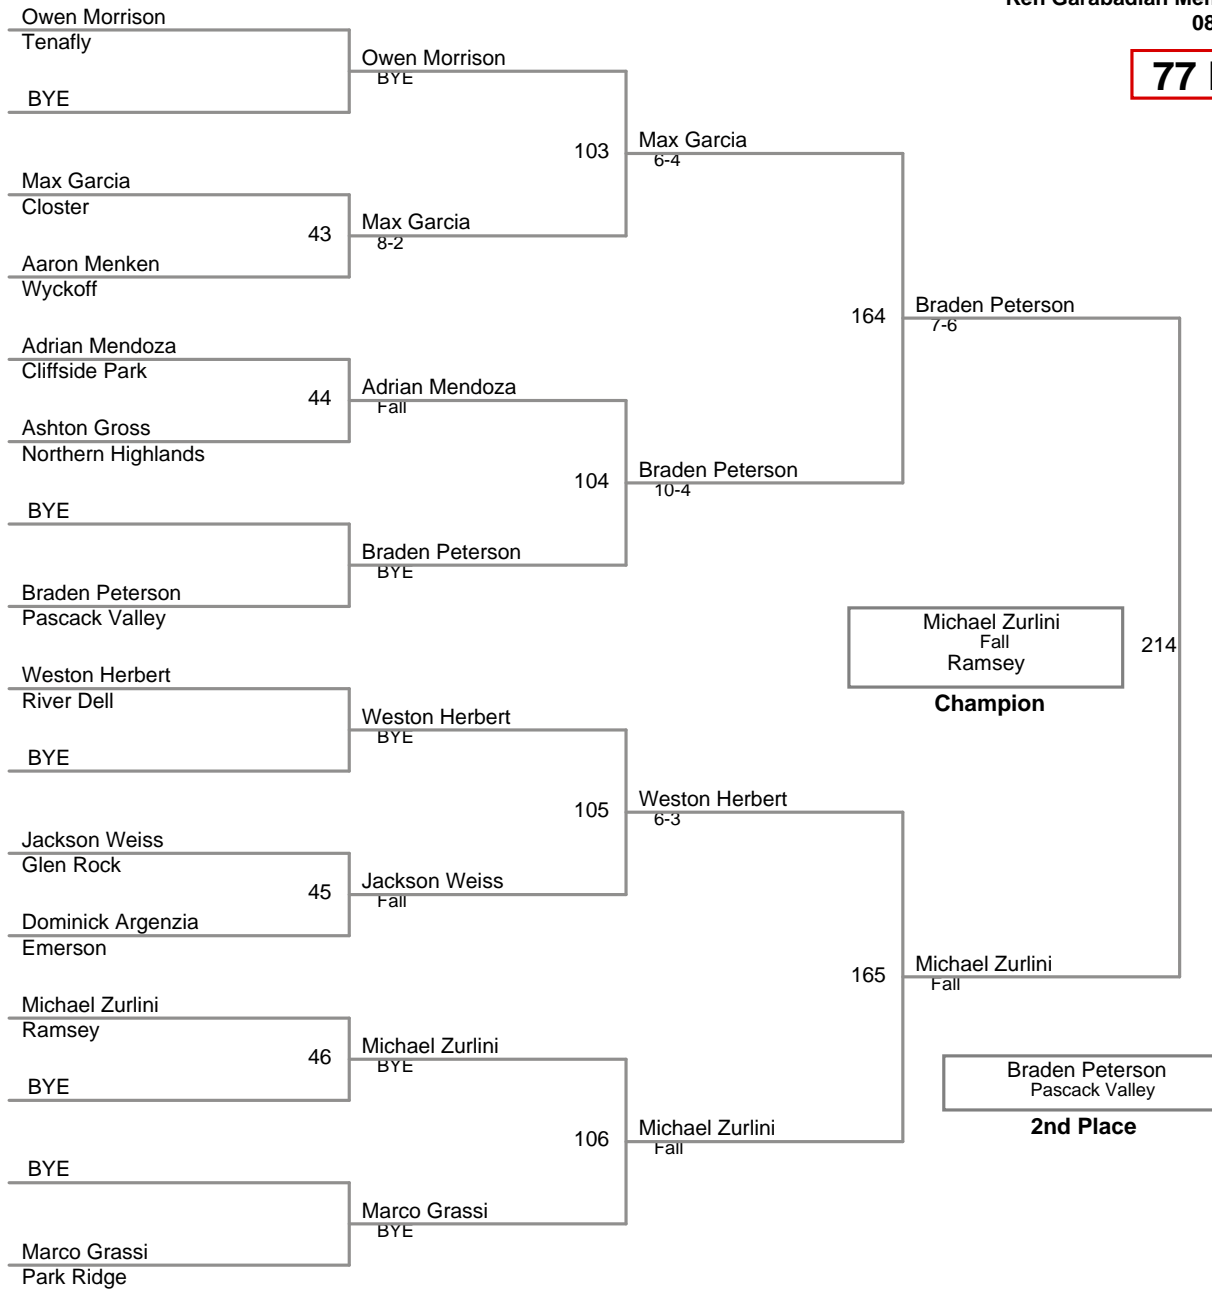 Ken Garabadian Mem
08
77
Owen Morrison
Tenafly
BYE
Owen Morrison
BYE
Max Garcia
Closter
43
Aaron Menken
Wyckoff
Max Garcia
8-2
103
Max Garcia
6-4
Adrian Mendoza
Cliffside Park
44
Ashton Gross
Northern Highlands
Adrian Mendoza
Fall
BYE
Braden Peterson
Pascack Valley
Braden Peterson
BYE
104
Braden Peterson
10-4
164
Braden Peterson
7-6
Weston Herbert
River Dell
BYE
Weston Herbert
BYE
Jackson Weiss
Glen Rock
45
Dominick Argenzia
Emerson
Jackson Weiss
Fall
105
Weston Herbert
6-3
Michael Zurlini
Ramsey
46
BYE
Michael Zurlini
BYE
BYE
Marco Grassi
Park Ridge
Marco Grassi
BYE
106
Michael Zurlini
Fall
165
Michael Zurlini
Fall
214
Michael Zurlini
Fall
Ramsey
Champion
Braden Peterson
Pascack Valley
2nd Place